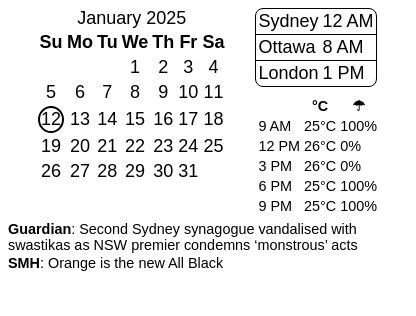 January 2025
Su Mo Tu We Th Fr Sa
1 2 3 4
5 6 7 8 9 10 11
12 13 14 15 16 17 18
19 20 21 22 23 24 25
26 27 28 29 30 31
Sydney 12 AM
Ottawa 8 AM
London 1 PM
°C ☂
9 AM 25°C 100%
12 PM 26°C 0%
3 PM 26°C 0%
6 PM 25°C 100%
9 PM 25°C 100%
Guardian: Second Sydney synagogue vandalised with
swastikas as NSW premier condemns ‘monstrous’ acts
SMH: Orange is the new All Black